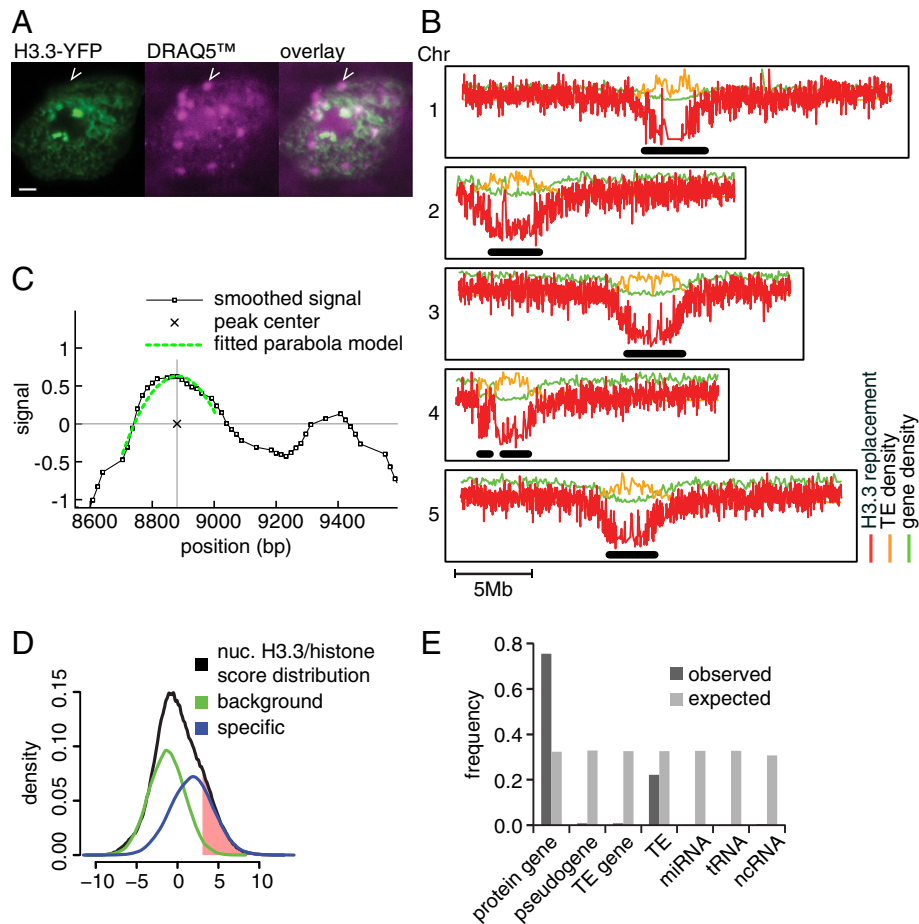 A
H3.3-YFP
DRAQ5™
overlay
B
Chr
1
2
3
4
5
5Mb
H3.3 replacement
TE density
gene density
C
smoothed signal
peak center
fitted parabola model
signal
1
0.5
0
-0.5
-1
8600 8800 9000 9200 9400
position (bp)
D
nuc. H3.3/histone
score distribution
background
specific
density
0.15
0.10
0.05
0.00
−10 −5 0 5 10
E
observed
expected
frequency
0.8
0.6
0.4
0.2
0.0
protein gene
pseudogene
TE gene
TE
miRNA
tRNA
ncRNA